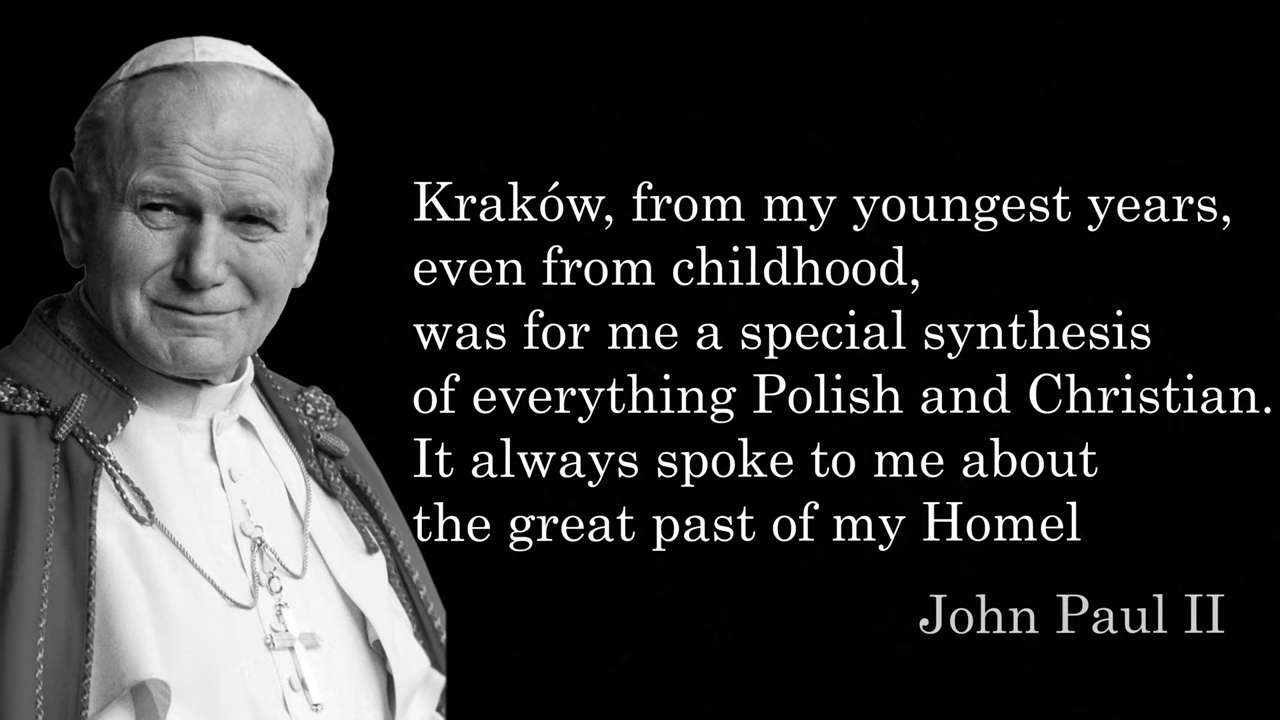 Kraków, from my youngest years,
even from childhood,
was for me a special synthesis
of everything Polish and Christian.
It always spoke to me about
the great past of my Homel
John Paul II